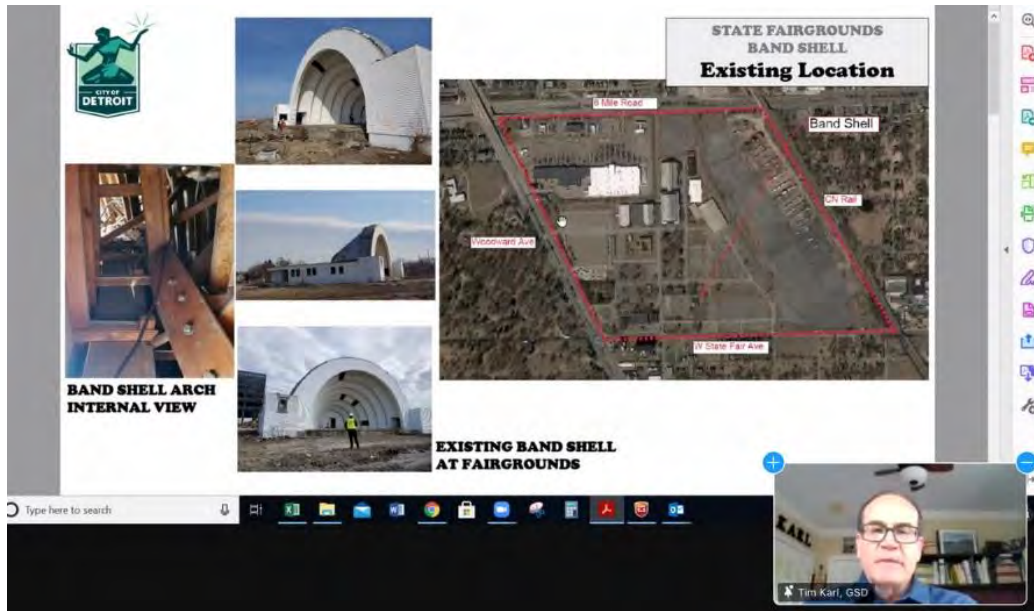 CITY OF
DETROIT
STATE FAIRGROUNDS
BAND SHELL
Existing Location
8 Mile Road
Band Shell
CN Rail
Woodward Ave
W State Fair Ave
BAND SHELL ARCH
INTERNAL VIEW
EXISTING BAND SHELL
AT FAIRGROUNDS
Type here to search
KARL
Tim Karl, GSD